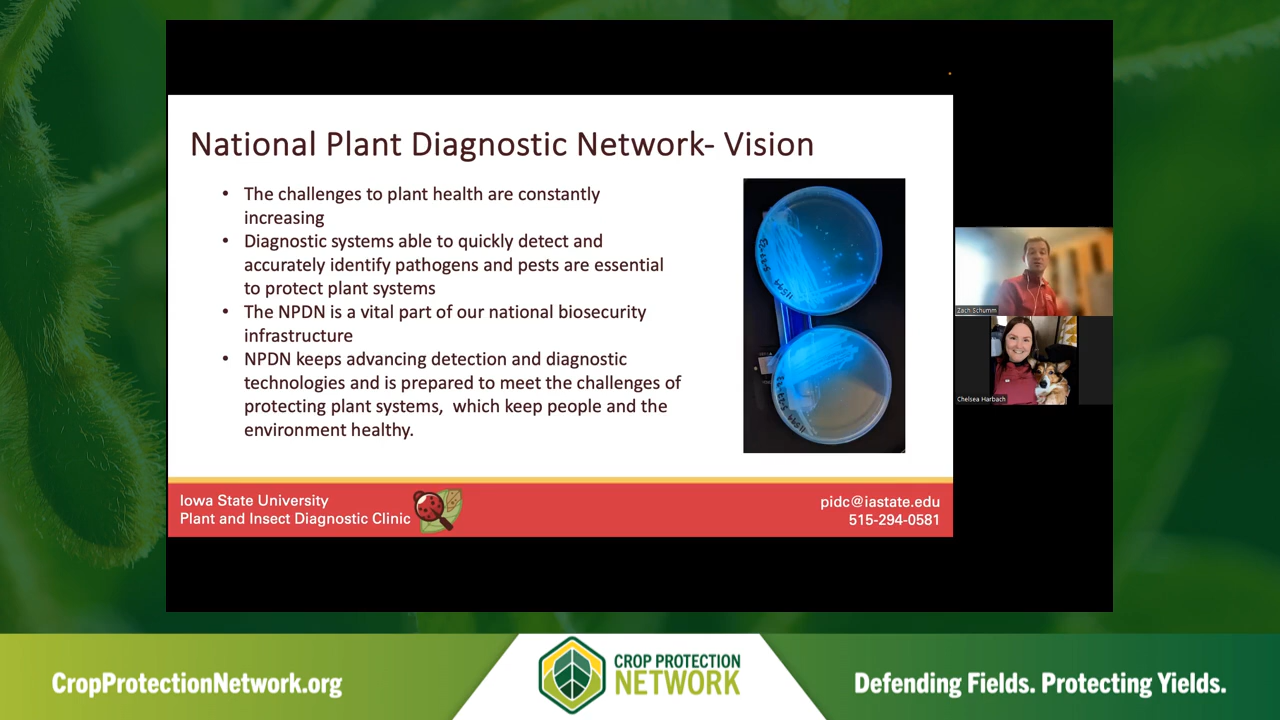 National Plant Diagnostic Network- Vision
• The challenges to plant health are constantly
increasing
• Diagnostic systems able to quickly detect and
accurately identify pathogens and pests are essential
to protect plant systems
• The NPDN is a vital part of our national biosecurity
infrastructure
• NPDN keeps advancing detection and diagnostic
technologies and is prepared to meet the challenges of
protecting plant systems, which keep people and the
environment healthy.
Zach Schumm
Chelsea Harbach
Iowa State University
Plant and Insect Diagnostic Clinic
pidc@iastate.edu
515-294-0581
CropProtectionNetwork.org
CROP PROTECTION
NETWORK
Defending Fields. Protecting Yields.